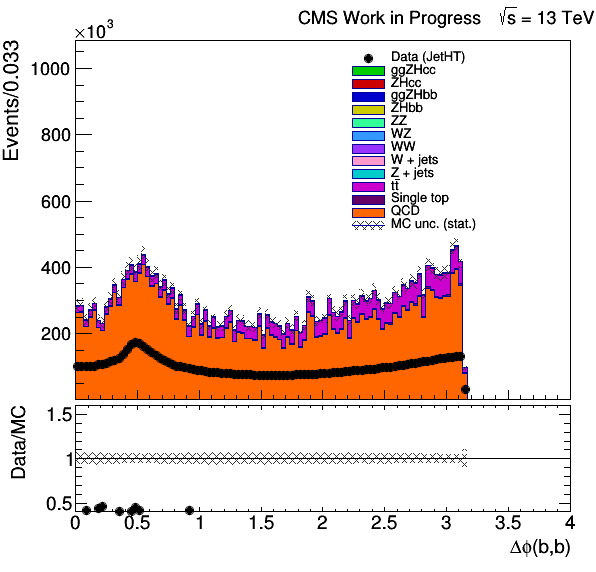 CMS Work in Progress √s = 13 TeV
×10³
Events/0.033
1000
800
600
400
200
Data (JetHT)
ggZHcc
ZHcc
ggZHbb
ZHbb
ZZ
WZ
WW
W + jets
Z + jets
tt̄
Single top
QCD
MC unc. (stat.)
Data/MC
1.5
1
0.5
0 0.5 1 1.5 2 2.5 3 3.5 4
Δϕ(b,b)